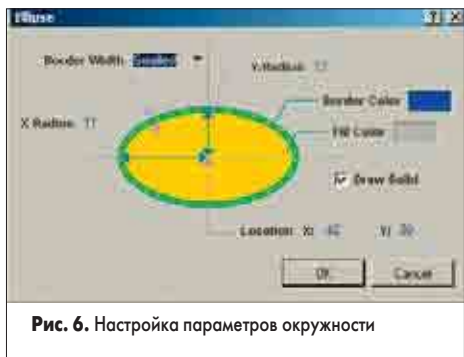 Ellipse
Border Width: Smallest
Y-Radius:
X Radius:
Border Color
Fill Color
Draw Solid
Location X: Y:
OK Cancel
Рис. 6. Настройка параметров окружности